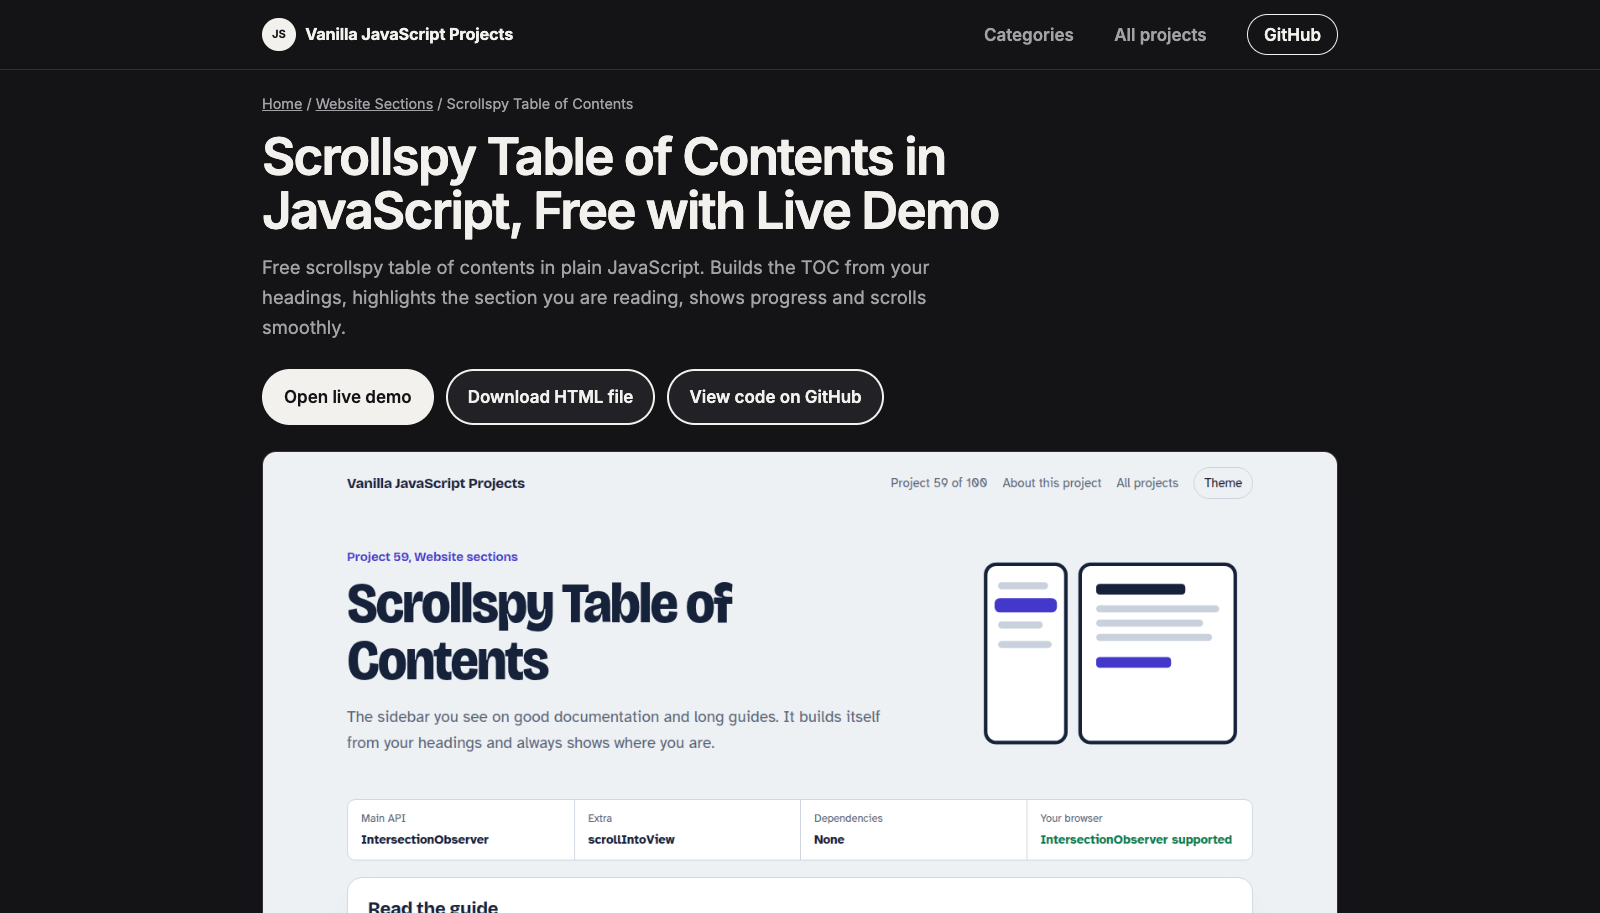 JS
Vanilla JavaScript Projects
Categories
All projects
GitHub
Home / Website Sections / Scrollspy Table of Contents
Scrollspy Table of Contents in
JavaScript, Free with Live Demo
Free scrollspy table of contents in plain JavaScript. Builds the TOC from your
headings, highlights the section you are reading, shows progress and scrolls
smoothly.
Open live demo
Download HTML file
View code on GitHub
Vanilla JavaScript Projects
Project 59 of 100
About this project
All projects
Theme
Project 59, Website sections
Scrollspy Table of
Contents
The sidebar you see on good documentation and long guides. It builds itself
from your headings and always shows where you are.
Main API
IntersectionObserver
Extra
scrollIntoView
Dependencies
None
Your browser
IntersectionObserver supported
Read the guide